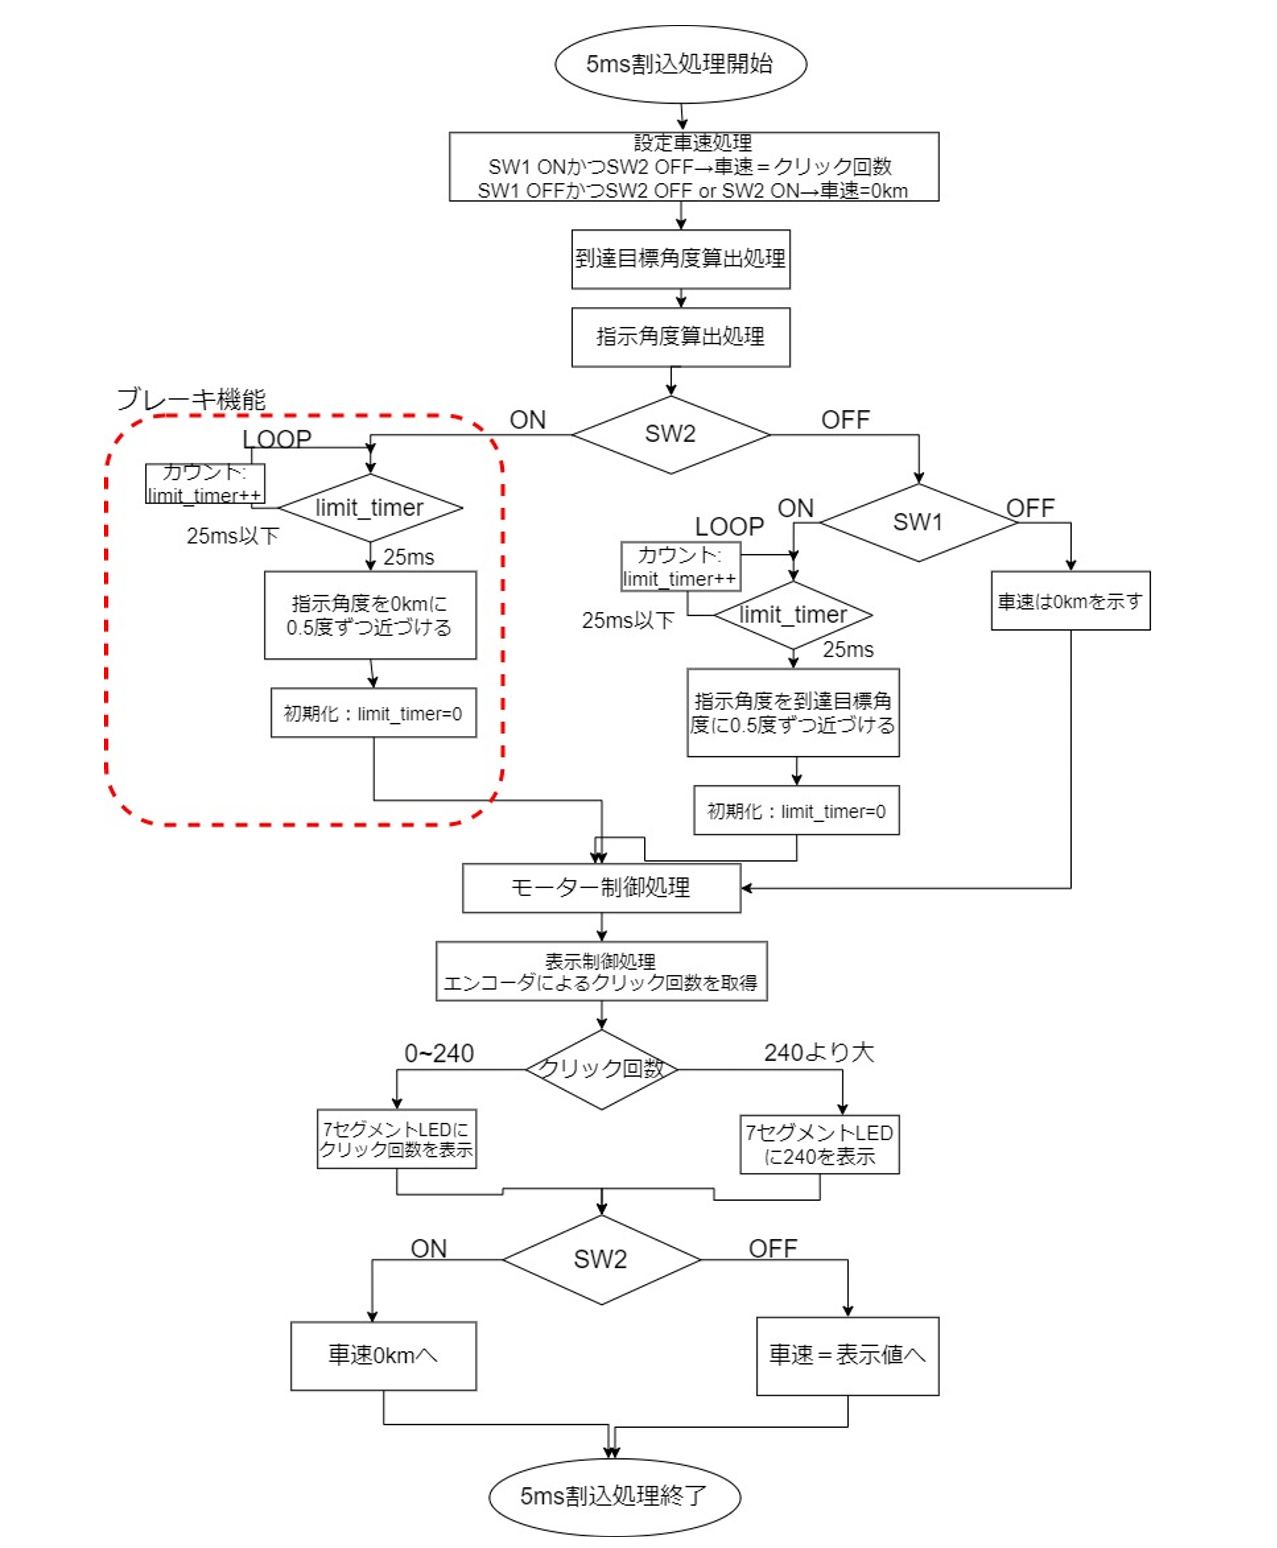 5ms割込処理開始
設定車速処理
SW1 ONかつSW2 OFF→車速＝クリック回数
SW1 OFFかつSW2 OFF or SW2 ON→車速=0km
到達目標角度算出処理
指示角度算出処理
ブレーキ機能
ON
SW2
OFF
LOOP
カウント:
limit_timer++
limit_timer
25ms以下
25ms
指示角度を0kmに
0.5度ずつ近づける
初期化：limit_timer=0
ON
SW1
OFF
LOOP
カウント:
limit_timer++
limit_timer
25ms以下
25ms
車速は0kmを示す
指示角度を到達目標角
度に0.5度ずつ近づける
初期化：limit_timer=0
モーター制御処理
表示制御処理
エンコーダによるクリック回数を取得
0~240
クリック回数
240より大
7セグメントLEDに
クリック回数を表示
7セグメントLED
に240を表示
ON
SW2
OFF
車速0kmへ
車速＝表示値へ
5ms割込処理終了